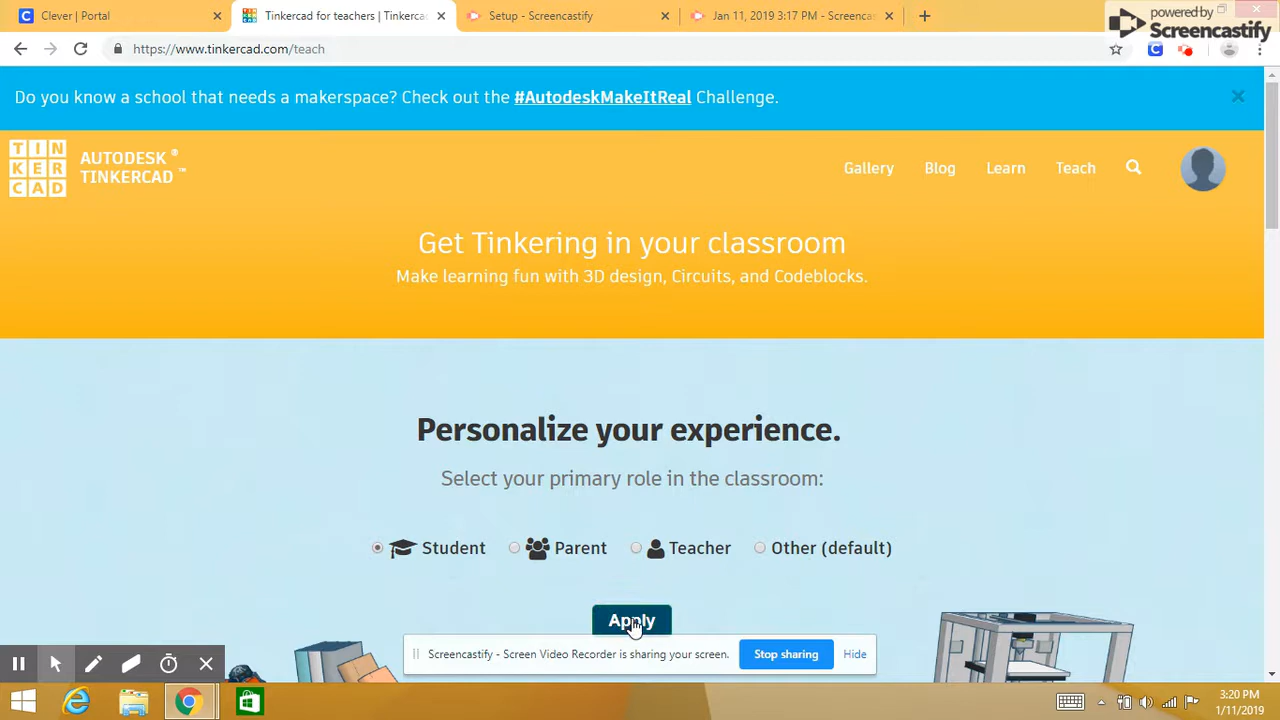 Clever | Portal
Tinkercad for teachers | Tinkerca
Setup - Screencastify
Jan 11, 2019 3:17 PM - Screencas
powered by
Screencastify
https://www.tinkercad.com/teach
Do you know a school that needs a makerspace? Check out the #AutodeskMakeItReal Challenge.
TIN
KER
CAD
AUTODESK ®
TINKERCAD ™
Gallery
Blog
Learn
Teach
Get Tinkering in your classroom
Make learning fun with 3D design, Circuits, and Codeblocks.
Personalize your experience.
Select your primary role in the classroom:
Student
Parent
Teacher
Other (default)
Apply
Screencastify - Screen Video Recorder is sharing your screen.
Stop sharing
Hide
3:20 PM
1/11/2019